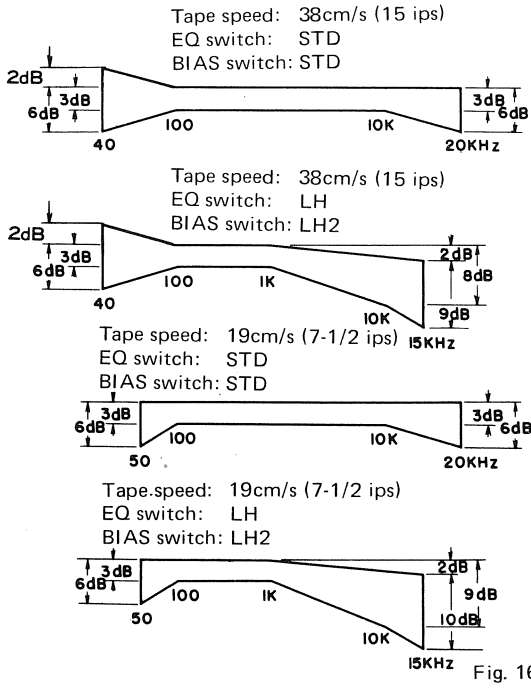 Tape speed: 38cm/s (15 ips)
EQ switch: STD
BIAS switch: STD
2dB
6dB 3dB 3dB 6dB
100 10K
40 20KHz
Tape speed: 38cm/s (15 ips)
EQ switch: LH
BIAS switch: LH2
2dB
6dB 3dB 2dB 8dB
100 1K
40 10K 9dB
15KHz
Tape speed: 19cm/s (7-1/2 ips)
EQ switch: STD
BIAS switch: STD
6dB 3dB 3dB 6dB
100 10K
50 20KHz
Tape.speed: 19cm/s (7-1/2 ips)
EQ switch: LH
BIAS switch: LH2
6dB 3dB 2dB 9dB
100 1K
50 10K 10dB
15KHz
Fig. 16